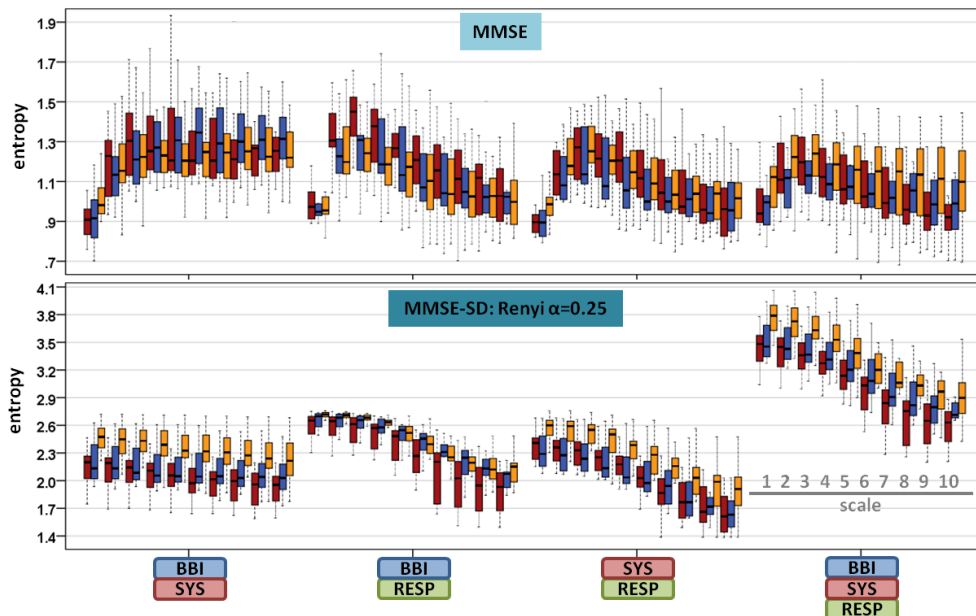 MMSE
entropy
1.9
1.7
1.5
1.3
1.1
.9
.7
MMSE-SD: Renyi α=0.25
entropy
4.1
3.8
3.5
3.2
2.9
2.6
2.3
2.0
1.7
1.4
1 2 3 4 5 6 7 8 9 10
scale
BBI
SYS
BBI
RESP
SYS
RESP
BBI
SYS
RESP